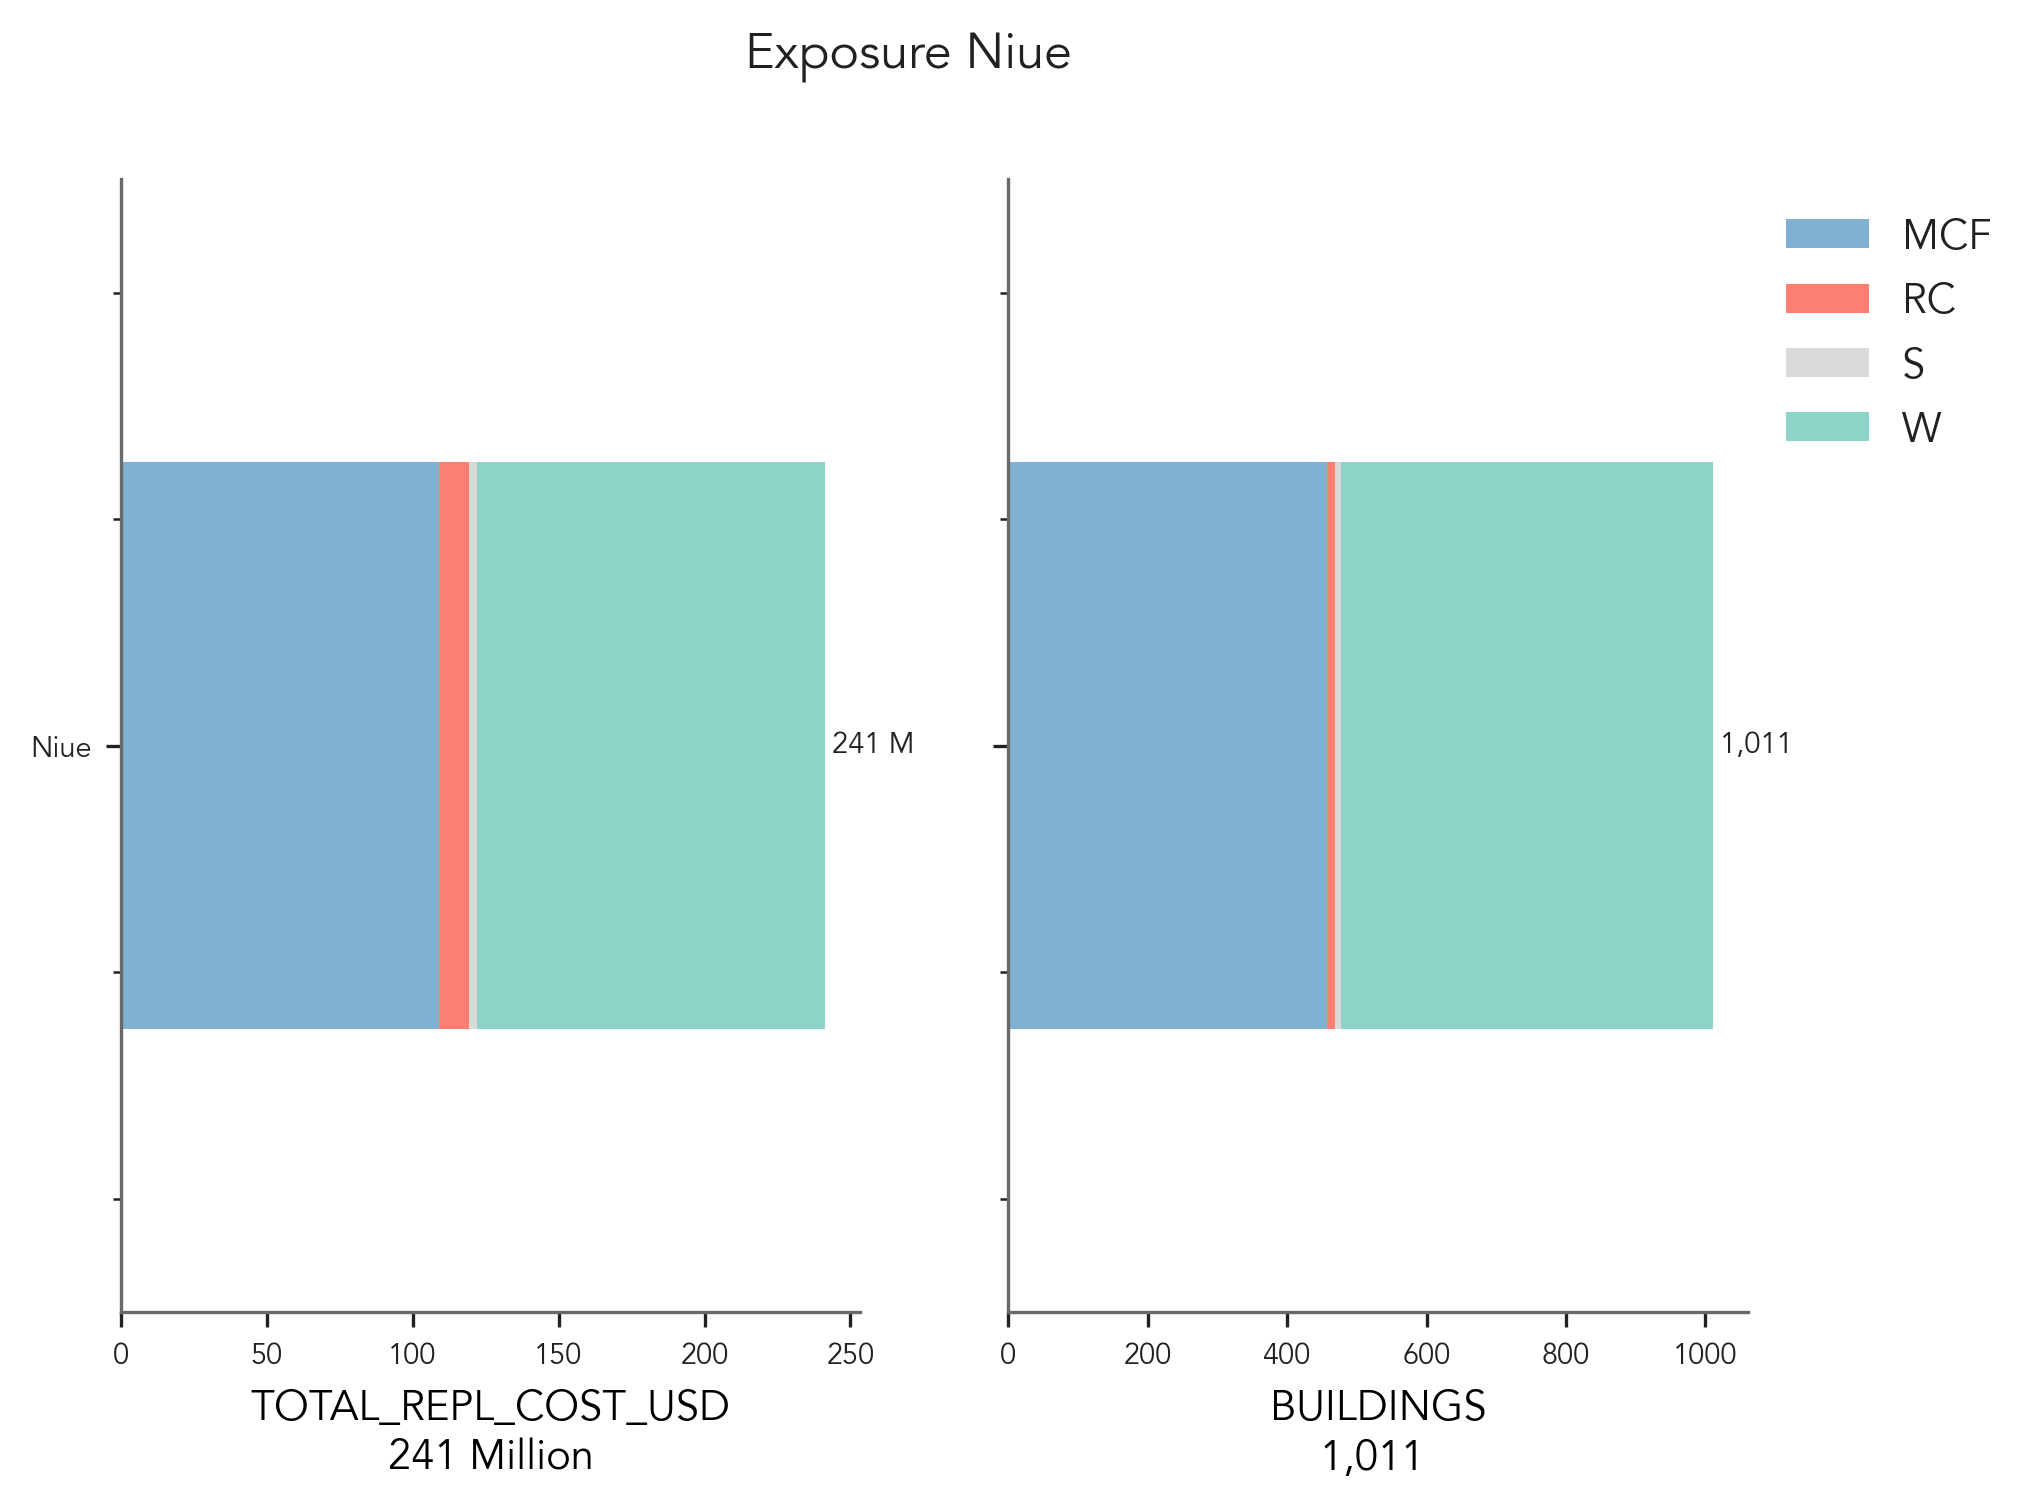 Exposure Niue
MCF
RC
S
W
Niue
241 M
1,011
0 50 100 150 200 250
0 200 400 600 800 1000
TOTAL_REPL_COST_USD
241 Million
BUILDINGS
1,011